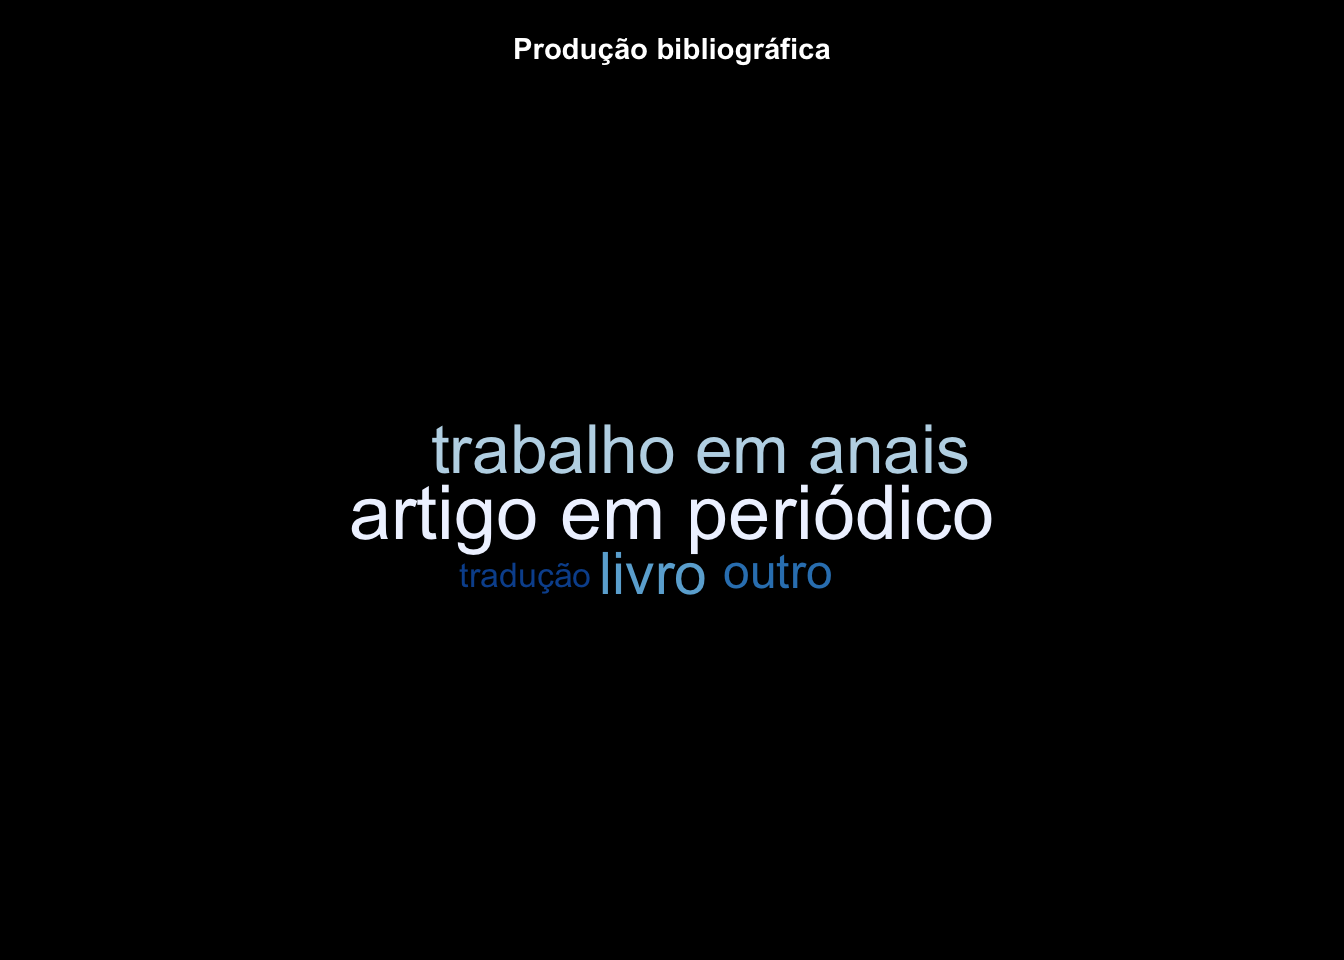 Produção bibliográfica
trabalho em anais
artigo em periódico
tradução livro outro